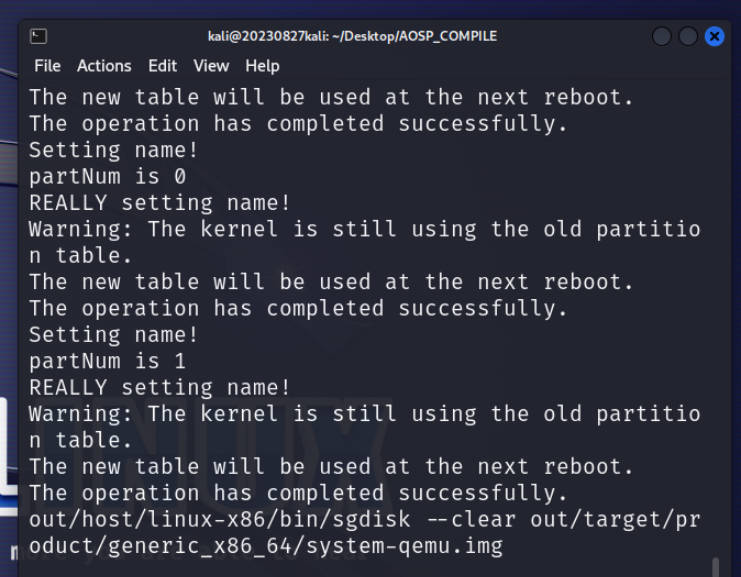 kali@20230827kali: ~/Desktop/AOSP_COMPILE
File Actions Edit View Help
The new table will be used at the next reboot.
The operation has completed successfully.
Setting name!
partNum is 0
REALLY setting name!
Warning: The kernel is still using the old partitio
n table.
The new table will be used at the next reboot.
The operation has completed successfully.
Setting name!
partNum is 1
REALLY setting name!
Warning: The kernel is still using the old partitio
n table.
The new table will be used at the next reboot.
The operation has completed successfully.
out/host/linux-x86/bin/sgdisk --clear out/target/pr
oduct/generic_x86_64/system-qemu.img